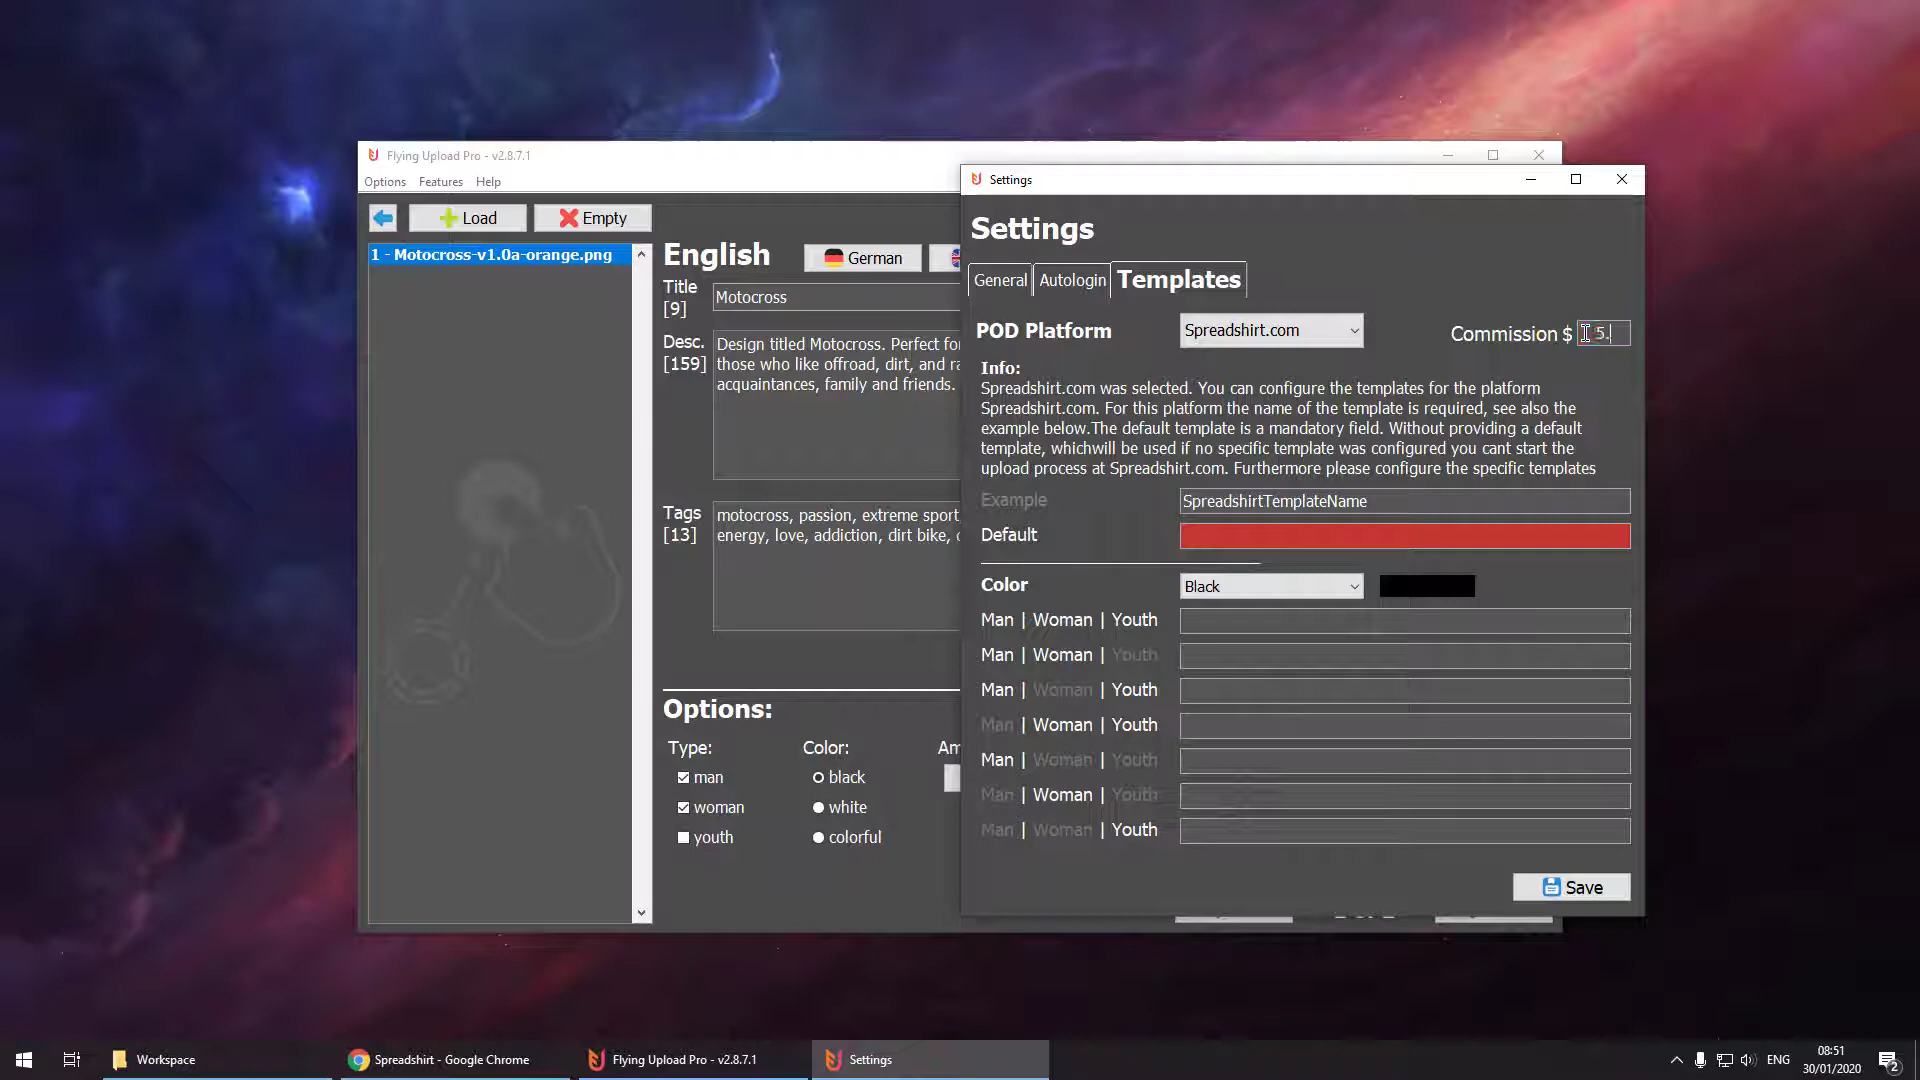 Flying Upload Pro - v2.8.7.1
Options Features Help
Load
Empty
1 - Motocross-v1.0a-orange.png
English
German
Title
[9]
Motocross
Desc.
[159]
Design titled Motocross. Perfect fo
those who like offroad, dirt, and ra
acquaintances, family and friends.
Tags
[13]
motocross, passion, extreme sport,
energy, love, addiction, dirt bike,
Options:
Type:
Color:
man
black
woman
white
youth
colorful
Settings
Settings
General
Autologin
Templates
POD Platform
Spreadshirt.com
Commission $
5.
Info:
Spreadshirt.com was selected. You can configure the templates for the platform
Spreadshirt.com. For this platform the name of the template is required, see also the
example below.The default template is a mandatory field. Without providing a default
template, whichwill be used if no specific template was configured you cant start the
upload process at Spreadshirt.com. Furthermore please configure the specific templates
Example
SpreadshirtTemplateName
Default
Color
Black
Man | Woman | Youth
Man | Woman | Youth
Man | Woman | Youth
Man | Woman | Youth
Man | Woman | Youth
Man | Woman | Youth
Man | Woman | Youth
Save
Workspace
Spreadshirt - Google Chrome
Flying Upload Pro - v2.8.7.1
Settings
ENG
08:51
30/01/2020
2